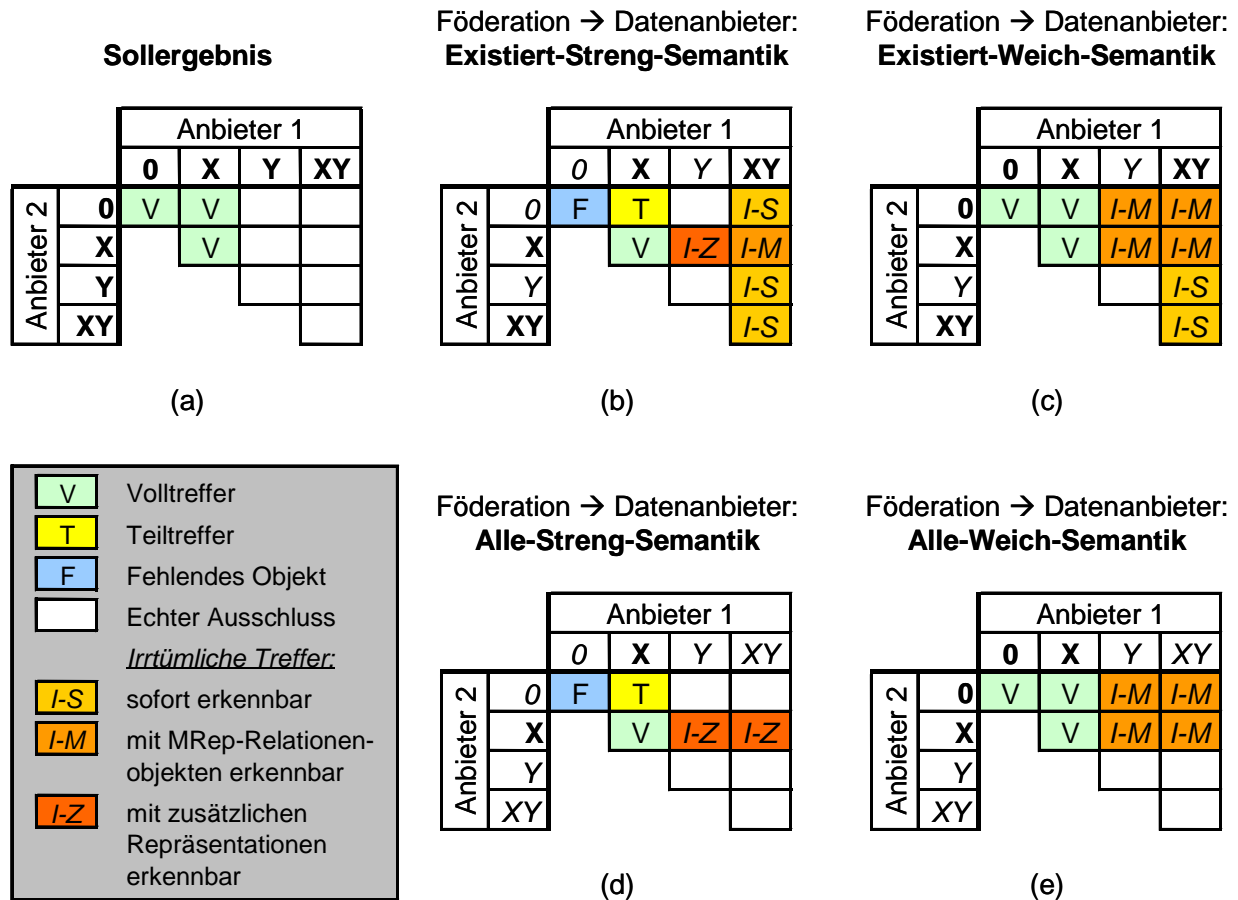 Sollergebnis
Anbieter 1
0 X Y XY
Anbieter 2
0 V V
X V
Y
XY
(a)
Föderation → Datenanbieter:
Existiert-Streng-Semantik
Anbieter 1
0 X Y XY
Anbieter 2
0 F T I-S
X V I-Z I-M
Y I-S
XY I-S
(b)
Föderation → Datenanbieter:
Existiert-Weich-Semantik
Anbieter 1
0 X Y XY
Anbieter 2
0 V V I-M I-M
X V I-M I-M
Y I-S
XY I-S
(c)
V Volltreffer
T Teiltreffer
F Fehlendes Objekt
Echter Ausschluss
Irrtümliche Treffer:
I-S sofort erkennbar
I-M mit MRep-Relationen-
objekten erkennbar
I-Z mit zusätzlichen
Repräsentationen
erkennbar
Föderation → Datenanbieter:
Alle-Streng-Semantik
Anbieter 1
0 X Y XY
Anbieter 2
0 F T
X V I-Z I-Z
Y
XY
(d)
Föderation → Datenanbieter:
Alle-Weich-Semantik
Anbieter 1
0 X Y XY
Anbieter 2
0 V V I-M I-M
X V I-M I-M
Y
XY
(e)